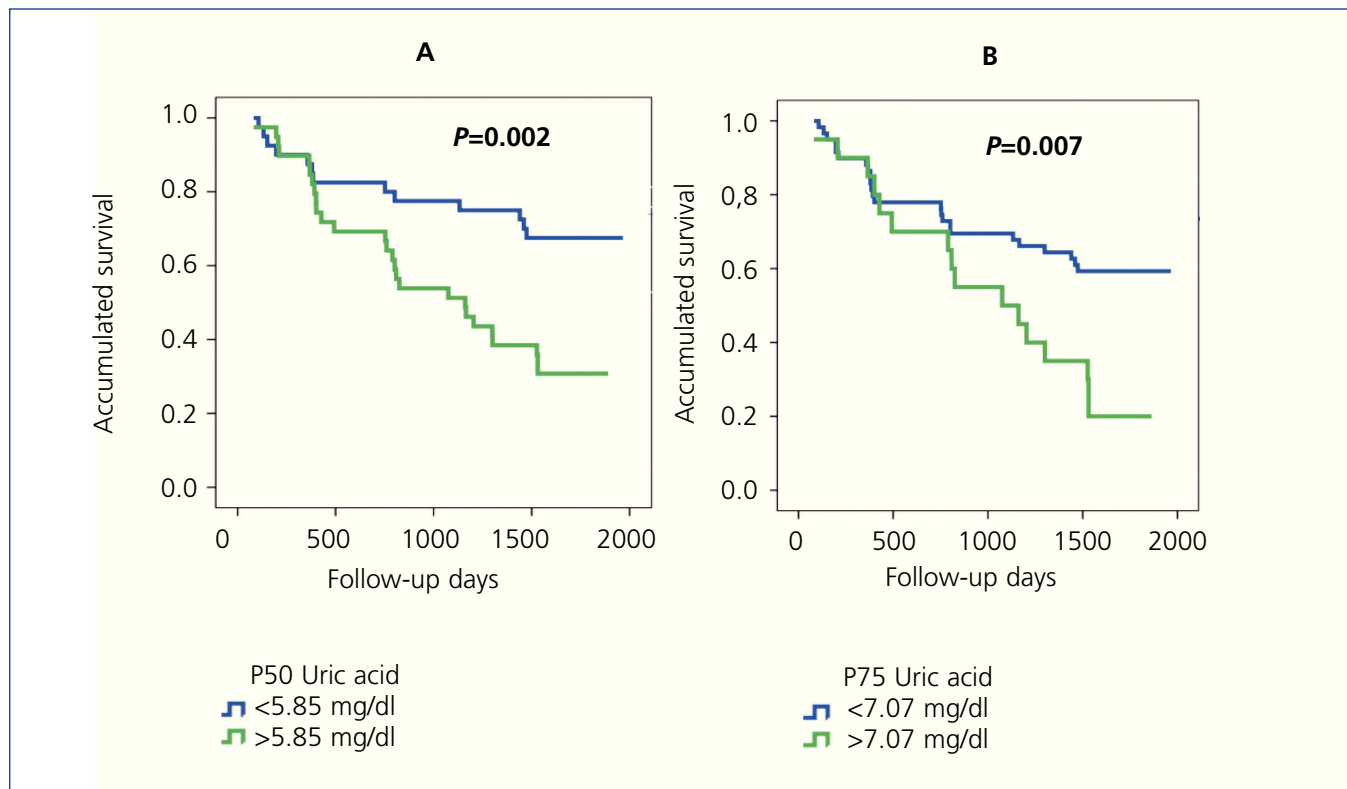 A
P=0.002
Accumulated survival
1.0
0.8
0.6
0.4
0.2
0.0
0 500 1000 1500 2000
Follow-up days
P50 Uric acid
<5.85 mg/dl
>5.85 mg/dl
B
P=0.007
Accumulated survival
1.0
0.8
0.6
0.4
0.2
0.0
0 500 1000 1500 2000
Follow-up days
P75 Uric acid
<7.07 mg/dl
>7.07 mg/dl